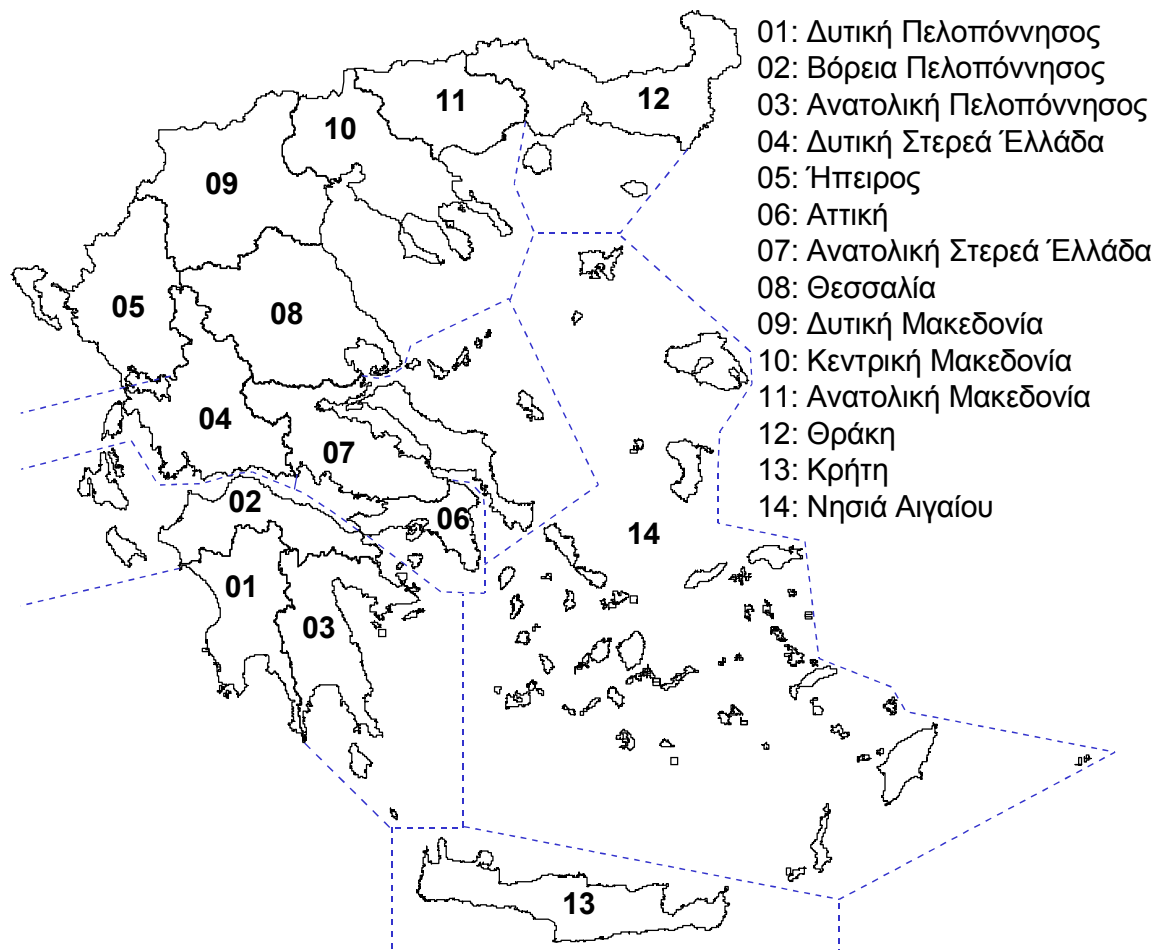 01: Δυτική Πελοπόννησος
02: Βόρεια Πελοπόννησος
03: Ανατολική Πελοπόννησος
04: Δυτική Στερεά Έλλάδα
05: Ήπειρος
06: Αττική
07: Ανατολική Στερεά Έλλάδα
08: Θεσσαλία
09: Δυτική Μακεδονία
10: Κεντρική Μακεδονία
11: Ανατολική Μακεδονία
12: Θράκη
13: Κρήτη
14: Νησιά Αιγαίου
11
12
10
09
05
08
04
07
02
06
14
01
03
13